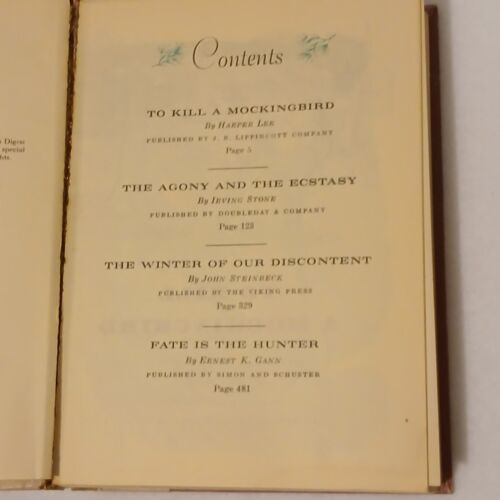 Digest
special
Contents
TO KILL A MOCKINGBIRD
By HARPER LEE
PUBLISHED BY J. B. LIPPINCOTT COMPANY
Page 5
THE AGONY AND THE ECSTASY
By IRVING STONE
PUBLISHED BY DOUBLEDAY & COMPANY
Page 123
THE WINTER OF OUR DISCONTENT
By JOHN STEINBECK
PUBLISHED BY THE VIKING PRESS
Page 329
FATE IS THE HUNTER
By ERNEST K. GANN
PUBLISHED BY SIMON AND SCHUSTER
Page 481